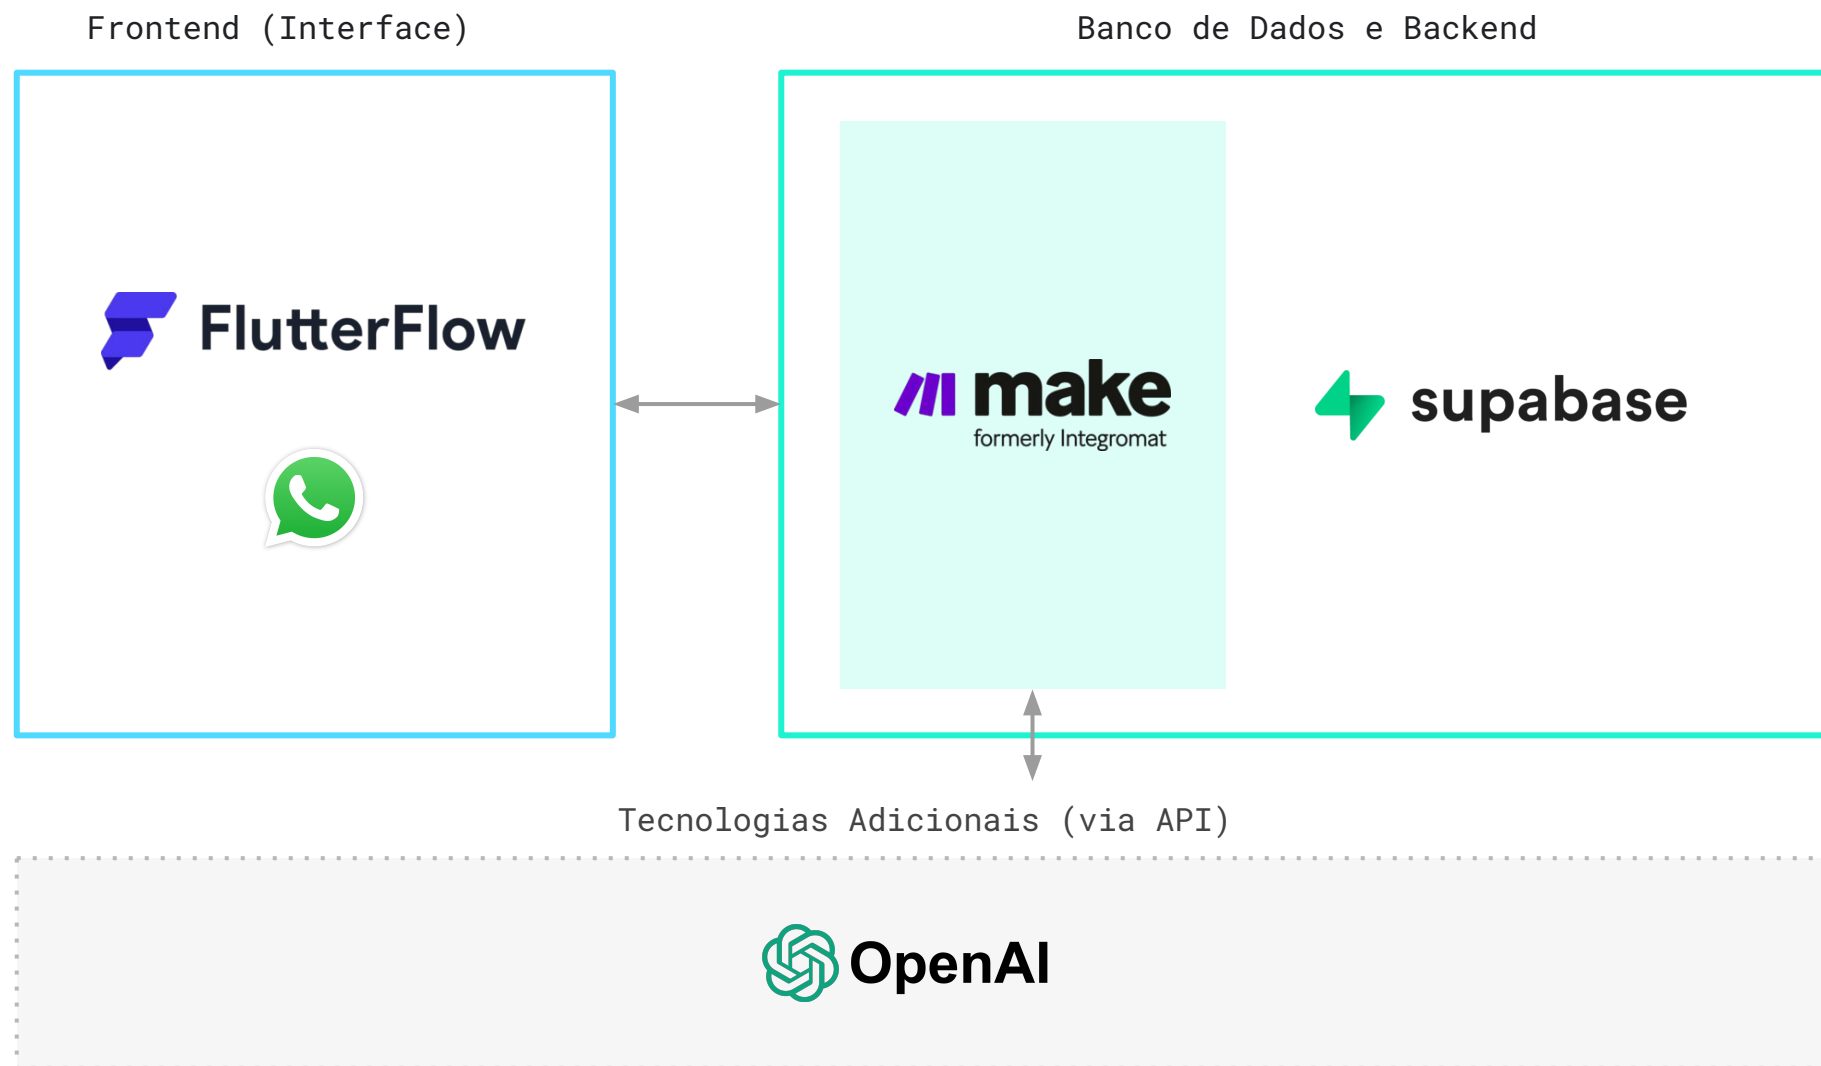 Frontend (Interface)
Banco de Dados e Backend
FlutterFlow
make
formerly Integromat
supabase
Tecnologias Adicionais (via API)
OpenAI